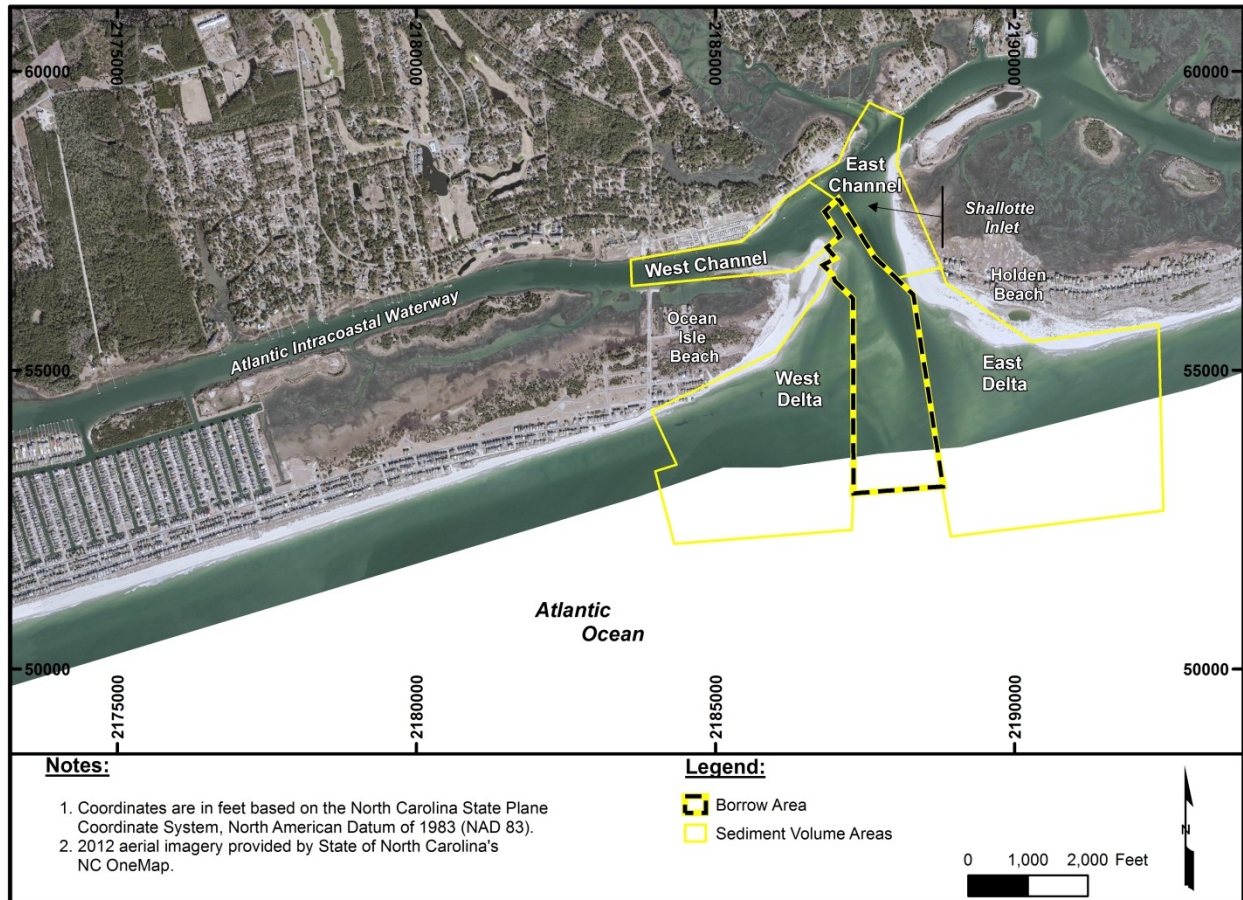 2175000
2180000
2185000
2190000
60000
60000
East
Channel
Shallotte
Inlet
West Channel
Holden
Beach
Atlantic Intracoastal Waterway
Ocean
Isle
Beach
55000
55000
West
Delta
East
Delta
Atlantic
Ocean
50000
50000
2175000
2180000
2185000
2190000
Notes:
1. Coordinates are in feet based on the North Carolina State Plane
Coordinate System, North American Datum of 1983 (NAD 83).
2. 2012 aerial imagery provided by State of North Carolina's
NC OneMap.
Legend:
Borrow Area
Sediment Volume Areas
0 1,000 2,000 Feet
N